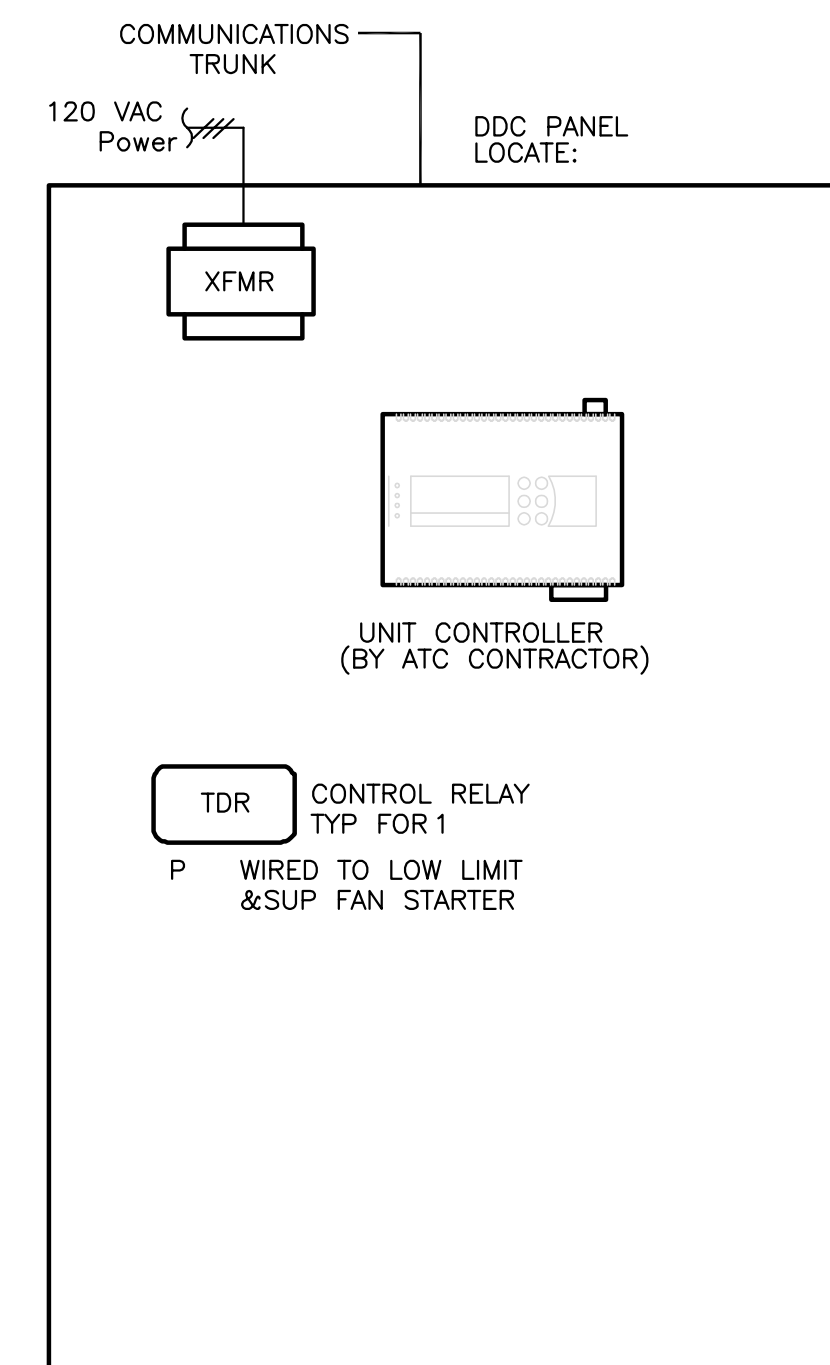 COMMUNICATIONS
TRUNK
120 VAC
Power
DDC PANEL
LOCATE:
XFMR
UNIT CONTROLLER
(BY ATC CONTRACTOR)
TDR
CONTROL RELAY
TYP FOR 1
P WIRED TO LOW LIMIT
&SUP FAN STARTER